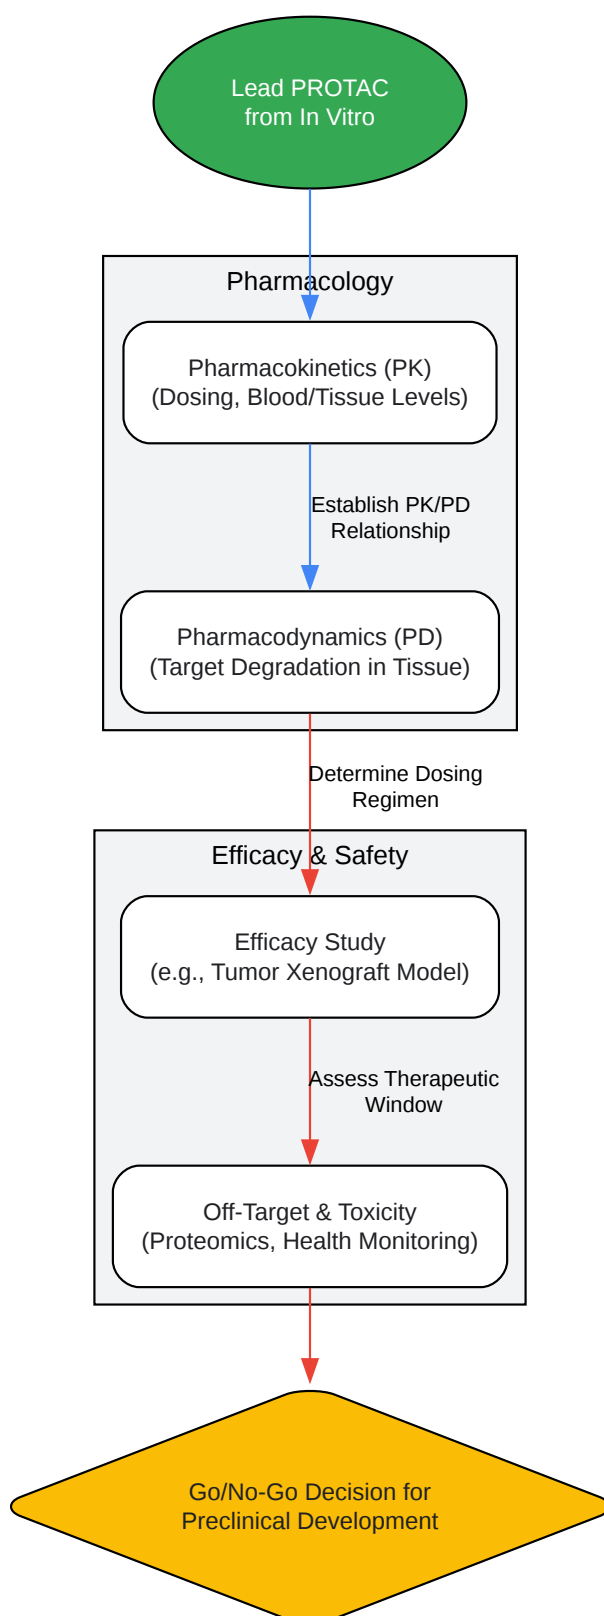 Lead PROTAC
from In Vitro
Pharmacology
Pharmacokinetics (PK)
(Dosing, Blood/Tissue Levels)
Establish PK/PD
Relationship
Pharmacodynamics (PD)
(Target Degradation in Tissue)
Determine Dosing
Regimen
Efficacy & Safety
Efficacy Study
(e.g., Tumor Xenograft Model)
Assess Therapeutic
Window
Off-Target & Toxicity
(Proteomics, Health Monitoring)
Go/No-Go Decision for
Preclinical Development